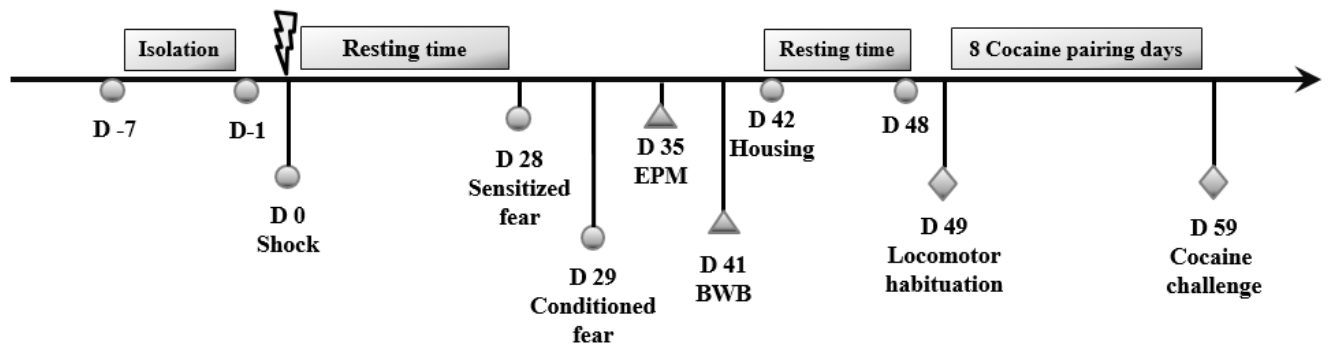 Isolation
Resting time
Resting time
8 Cocaine pairing days
D -7
D-1
D 0
Shock
D 28
Sensitized
fear
D 29
Conditioned
fear
D 35
EPM
D 41
BWB
D 42
Housing
D 48
D 49
Locomotor
habituation
D 59
Cocaine
challenge